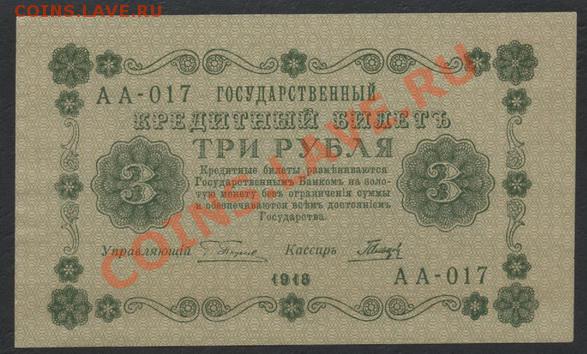 COINS.LAVE.RU
АА-017 ГОСУДАРСТВЕННЫЙ
КРЕДИТНЫЙ БИЛЕТЪ
ТРИ РУБЛЯ
3 3
Кредитные билеты размѣниваются
Государственнымъ Банкомъ на золо-
тую монету безъ ограниченія суммы
и обезпечиваются всѣмъ достояніемъ
Государства.
Управляющій Кассиръ
1918
АА-017
COINS.LAVE.RU